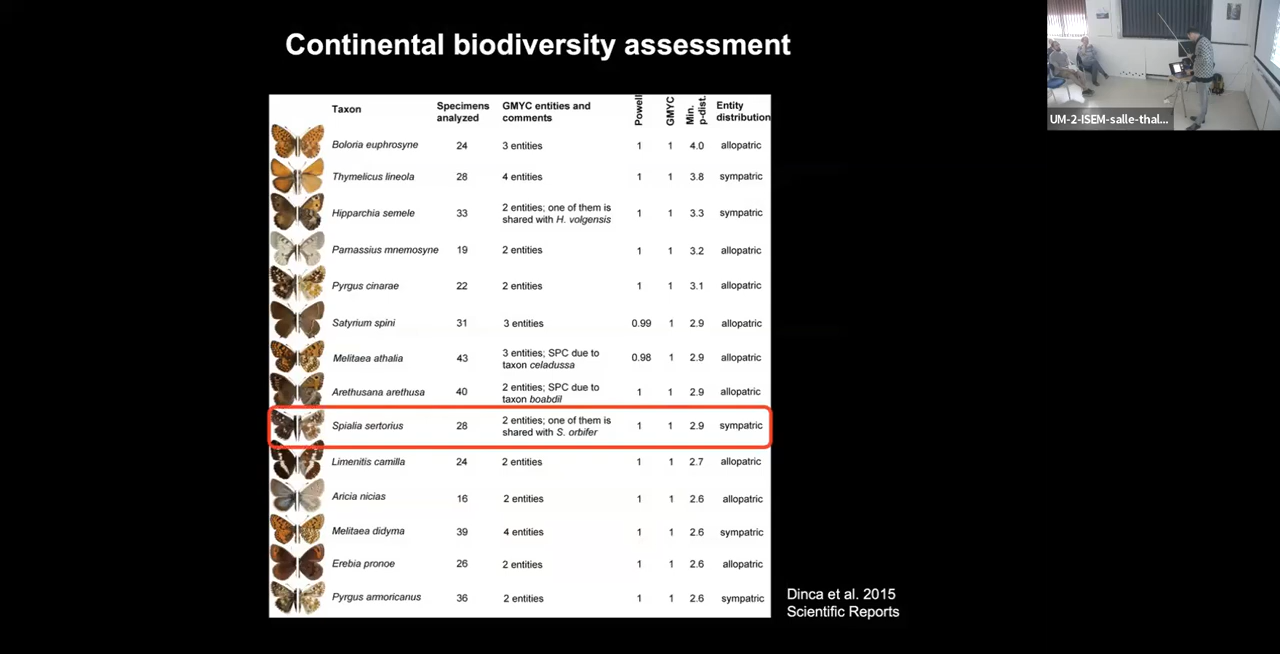 Continental biodiversity assessment
UM-2-ISEM-salle-thal...
Taxon Specimens analyzed GMYC entities and comments Powell GMYC Min. p-dist. Entity distribution
Boloria euphrosyne 24 3 entities 1 1 4.0 allopatric
Thymelicus lineola 28 4 entities 1 1 3.8 sympatric
Hipparchia semele 33 2 entities; one of them is shared with H. volgensis 1 1 3.3 sympatric
Parnassius mnemosyne 19 2 entities 1 1 3.2 allopatric
Pyrgus cinarae 22 2 entities 1 1 3.1 allopatric
Satyrium spini 31 3 entities 0.99 1 2.9 allopatric
Melitaea athalia 43 3 entities; SPC due to taxon celadussa 0.98 1 2.9 allopatric
Arethusana arethusa 40 2 entities; SPC due to taxon boabdil 1 1 2.9 allopatric
Spialia sertorius 28 2 entities; one of them is shared with S. orbifer 1 1 2.9 sympatric
Limenitis camilla 24 2 entities 1 1 2.7 allopatric
Aricia nicias 16 2 entities 1 1 2.6 allopatric
Melitaea didyma 39 4 entities 1 1 2.6 sympatric
Erebia pronoe 26 2 entities 1 1 2.6 allopatric
Pyrgus armoricanus 36 2 entities 1 1 2.6 sympatric
Dinca et al. 2015
Scientific Reports